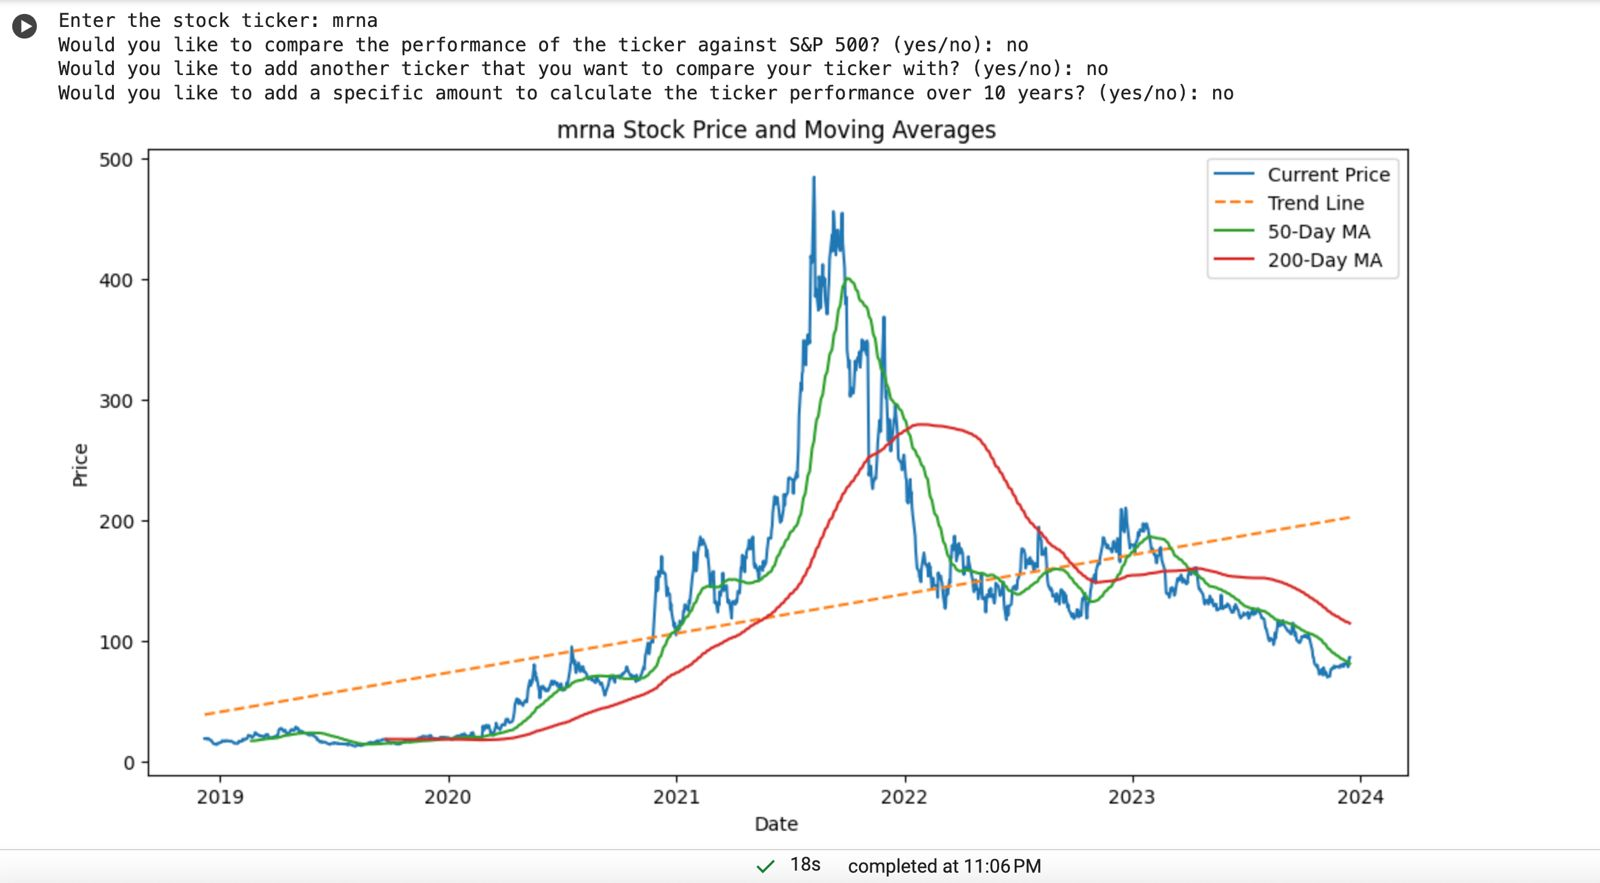 Enter the stock ticker: mrna
Would you like to compare the performance of the ticker against S&P 500? (yes/no): no
Would you like to add another ticker that you want to compare your ticker with? (yes/no): no
Would you like to add a specific amount to calculate the ticker performance over 10 years? (yes/no): no
mrna Stock Price and Moving Averages
500
400
300
200
100
0
Price
Current Price
Trend Line
50-Day MA
200-Day MA
2019 2020 2021 2022 2023 2024
Date
18s completed at 11:06 PM